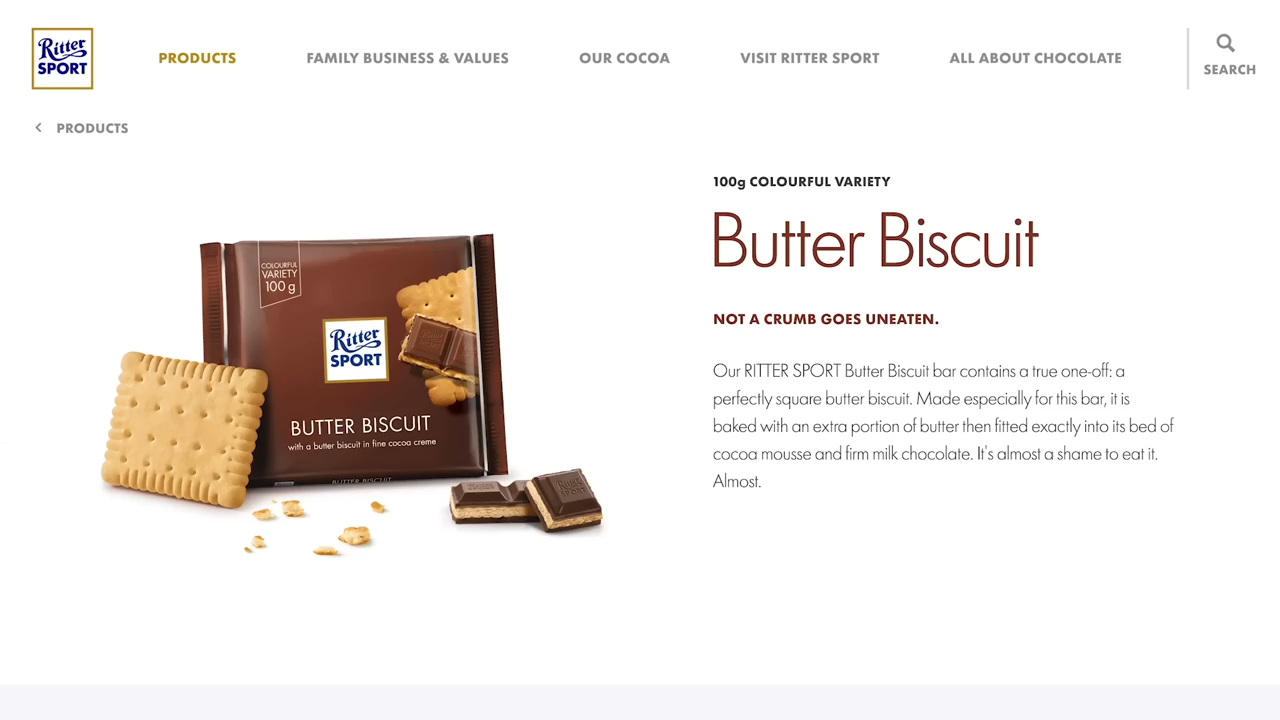 Ritter
SPORT
PRODUCTS
FAMILY BUSINESS & VALUES
OUR COCOA
VISIT RITTER SPORT
ALL ABOUT CHOCOLATE
SEARCH
PRODUCTS
COLOURFUL
VARIETY
100 g
Ritter
SPORT
BUTTER BISCUIT
with a butter biscuit in fine cocoa creme
BUTTER BISCUIT
100g COLOURFUL VARIETY
Butter Biscuit
NOT A CRUMB GOES UNEATEN.
Our RITTER SPORT Butter Biscuit bar contains a true one-off: a
perfectly square butter biscuit. Made especially for this bar, it is
baked with an extra portion of butter then fitted exactly into its bed of
cocoa mousse and firm milk chocolate. It's almost a shame to eat it.
Almost.